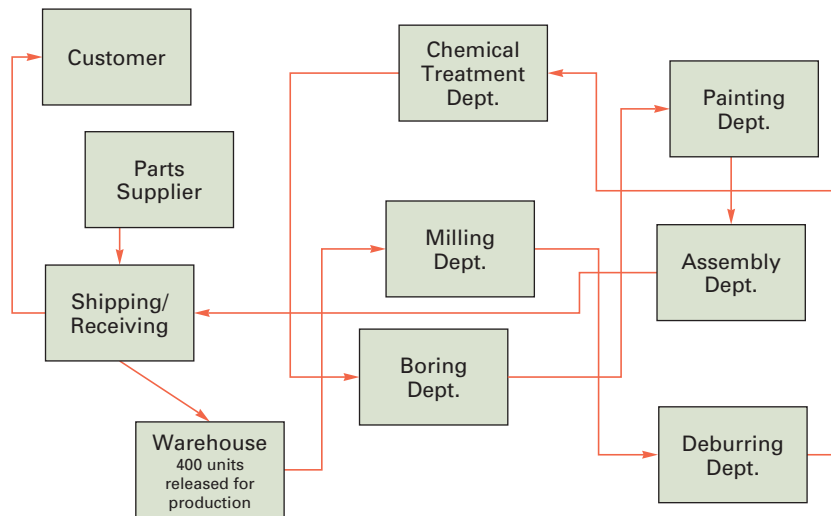 Customer
Chemical
Treatment
Dept.
Painting
Dept.
Parts
Supplier
Milling
Dept.
Assembly
Dept.
Shipping/
Receiving
Boring
Dept.
Warehouse
400 units
released for
production
Deburring
Dept.